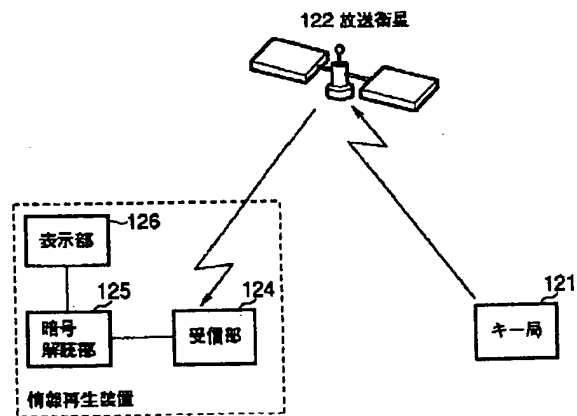 122 放送衛星
126
表示部
125
124
暗号
解読部
受信部
121
キー局
情報再生装置